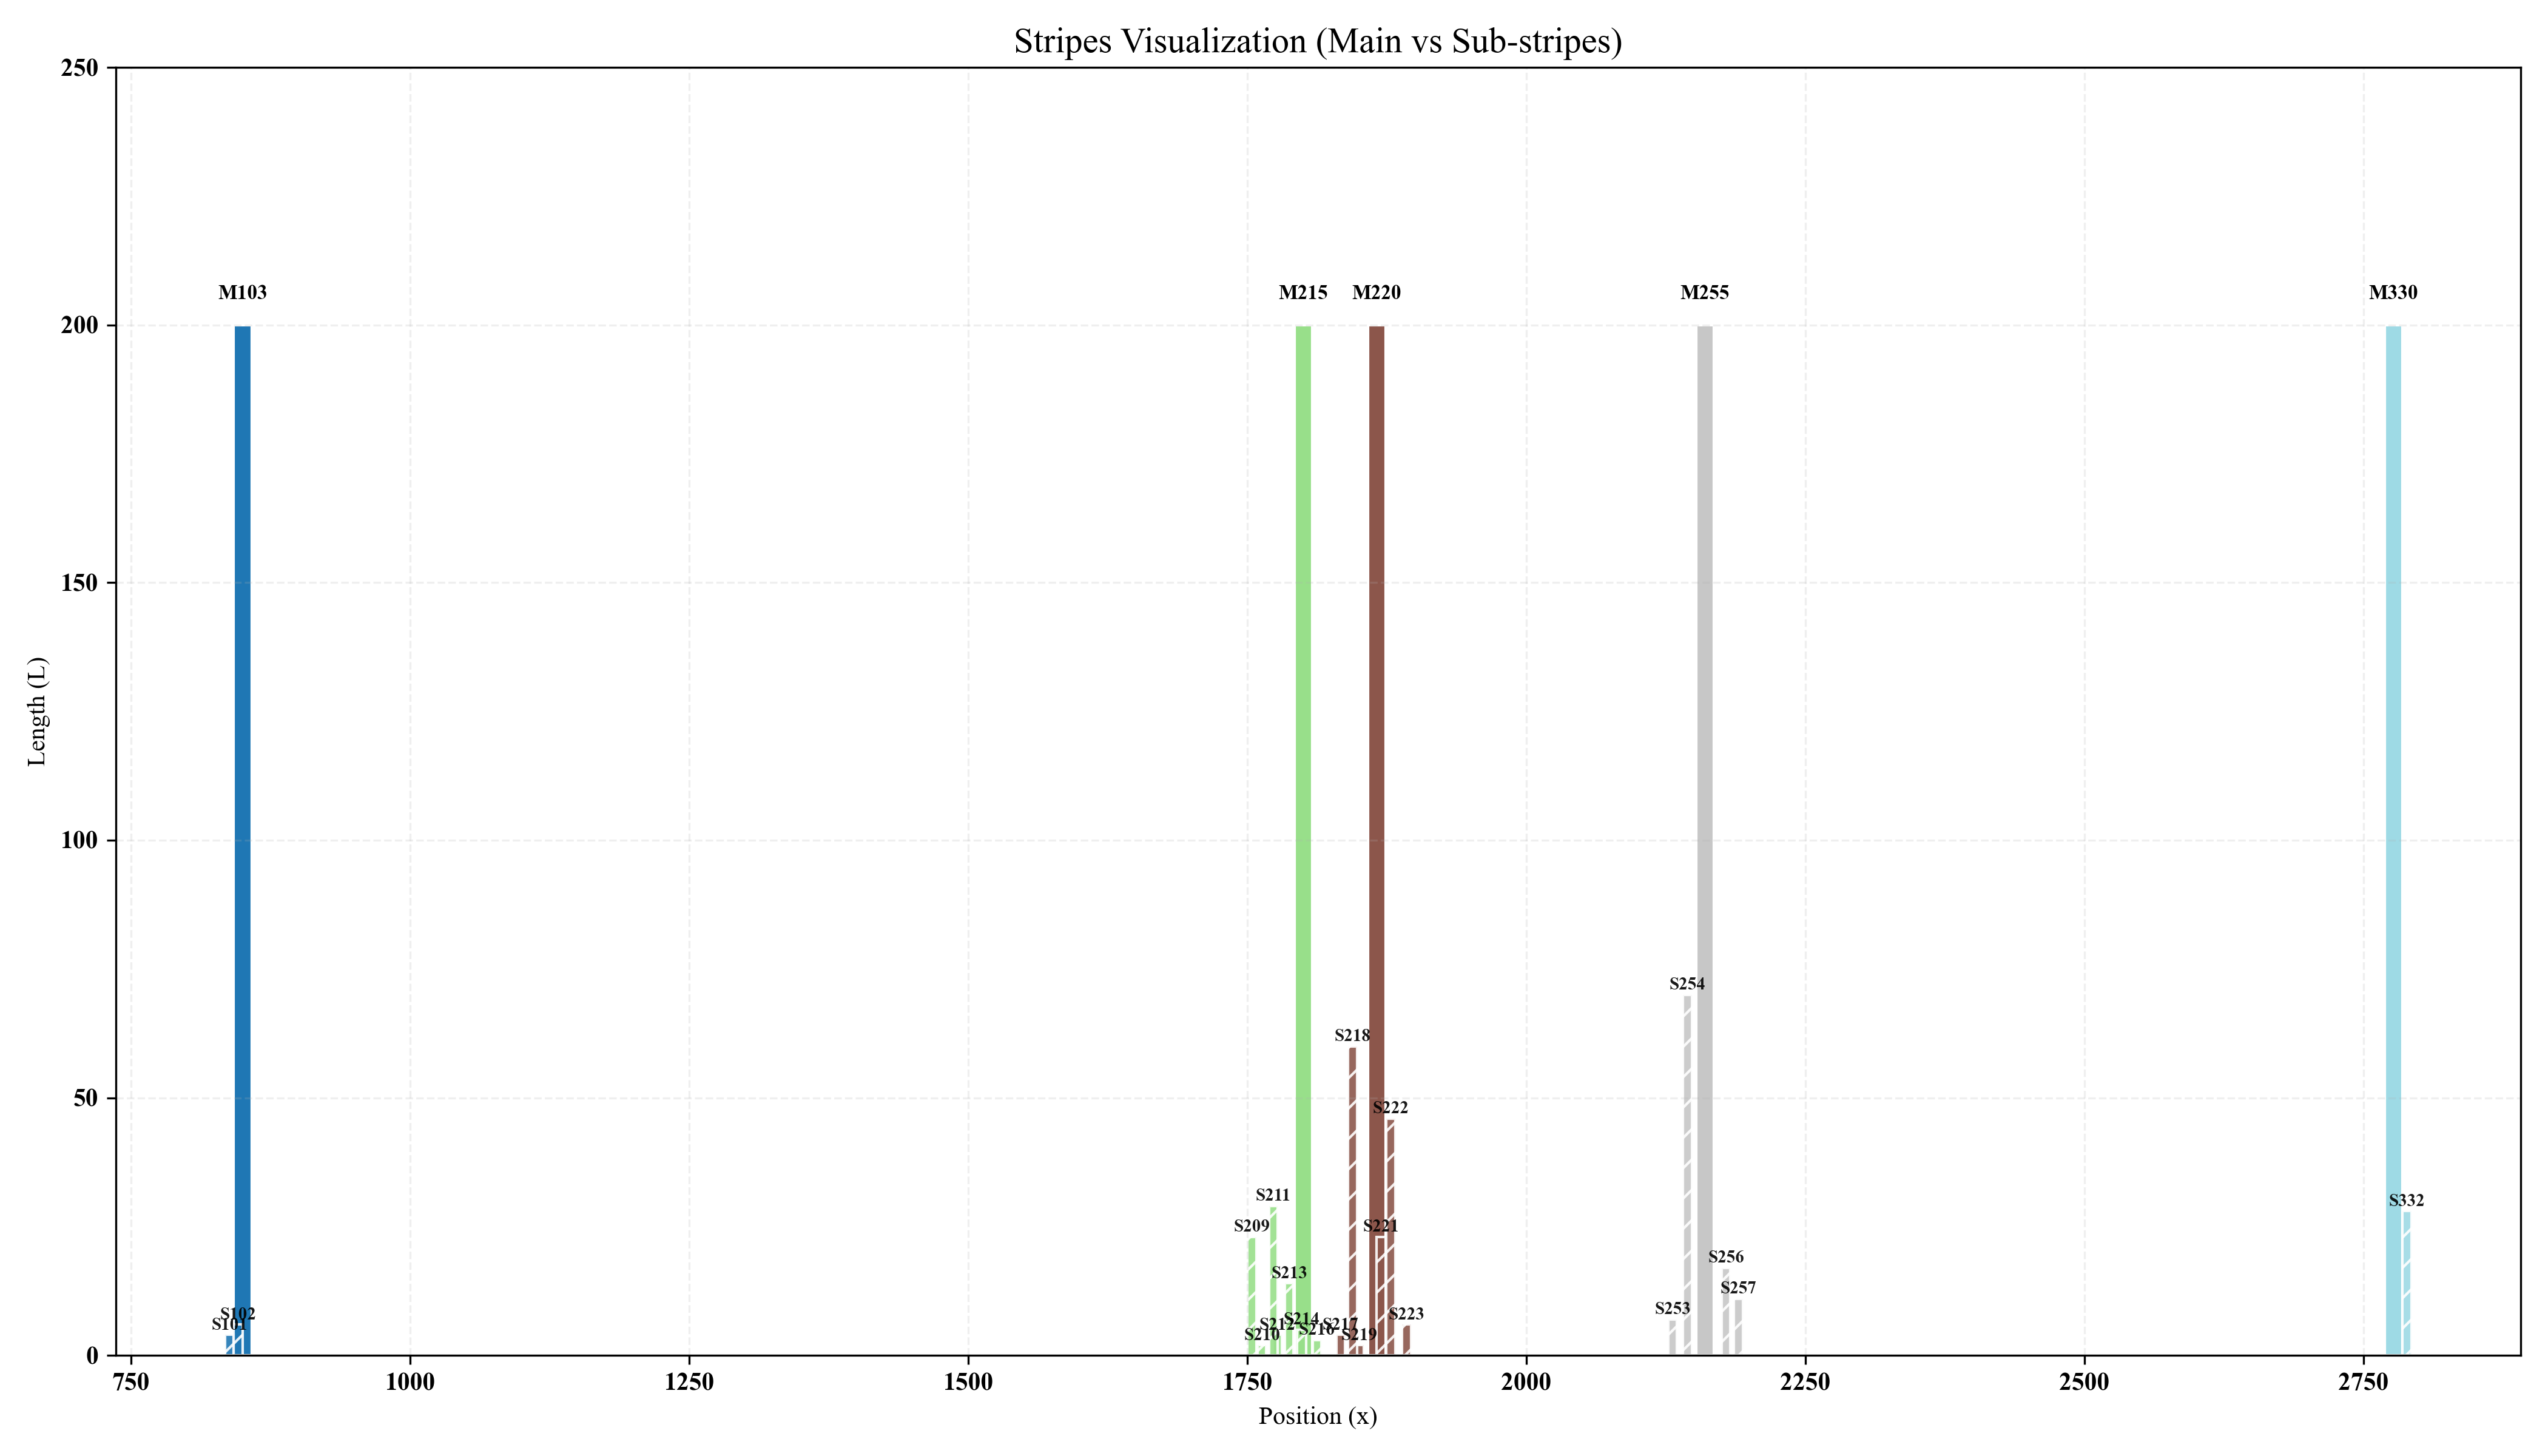 Stripes Visualization (Main vs Sub-stripes)
250
200
150
100
50
0
Length (L)
M103
M215
M220
M255
M330
S254
S218
S222
S211
S209
S221
S332
S213
S256
S257
S102
S101
S210
S212
S214
S216
S217
S219
S223
S253
750
1000
1250
1500
1750
2000
2250
2500
2750
Position (x)